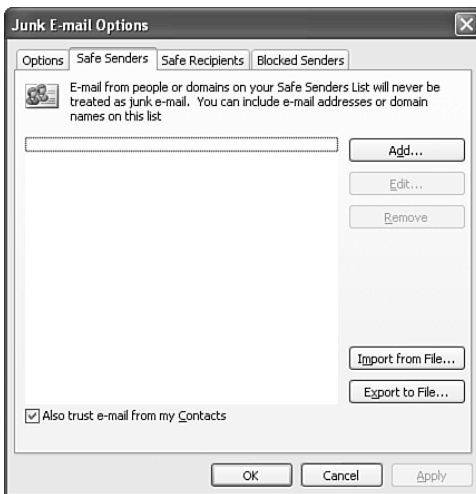 Junk E-mail Options
Options Safe Senders Safe Recipients Blocked Senders
E-mail from people or domains on your Safe Senders List will never be
treated as junk e-mail. You can include e-mail addresses or domain
names on this list
Add...
Edit...
Remove
Import from File...
Export to File...
Also trust e-mail from my Contacts
OK Cancel Apply